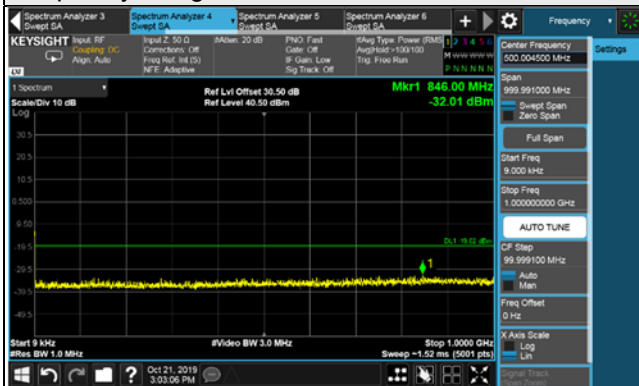 Spectrum Analyzer 3
Swept SA
Spectrum Analyzer 4
Swept SA
Spectrum Analyzer 5
Swept SA
Spectrum Analyzer 6
Swept SA
Frequency
KEYSIGHT
Input: RF
Coupling: DC
Align: Auto
Input Z: 50 Ω
Corrections: Off
Freq Ref: Int (S)
NFE: Adaptive
#Atten: 20 dB
PNO: Fast
Gate: Off
IF Gain: Low
Sig Track: Off
#Avg Type: Power (RMS
Avg|Hold:>100/100
Trig: Free Run
1 2 3 4 5 6
M W W W W W
P N N N N N
Center Frequency
500.004500 MHz
Settings
Span
999.991000 MHz
Swept Span
Zero Span
Full Span
Start Freq
9.000 kHz
Stop Freq
1.000000000 GHz
AUTO TUNE
CF Step
99.999100 MHz
Auto
Man
Freq Offset
0 Hz
X Axis Scale
Log
Lin
Signal Track
1 Spectrum
Scale/Div 10 dB
Log
Ref Lvl Offset 30.50 dB
Ref Level 40.50 dBm
Mkr1 846.00 MHz
-32.01 dBm
30.5
20.5
10.5
0.500
-9.50
-19.5
-29.5
-39.5
-49.5
DL1 -19.02 dBm
1
Start 9 kHz
#Res BW 1.0 MHz
#Video BW 3.0 MHz
Stop 1.0000 GHz
Sweep ~1.52 ms (5001 pts)
Oct 21, 2019
3:03:06 PM